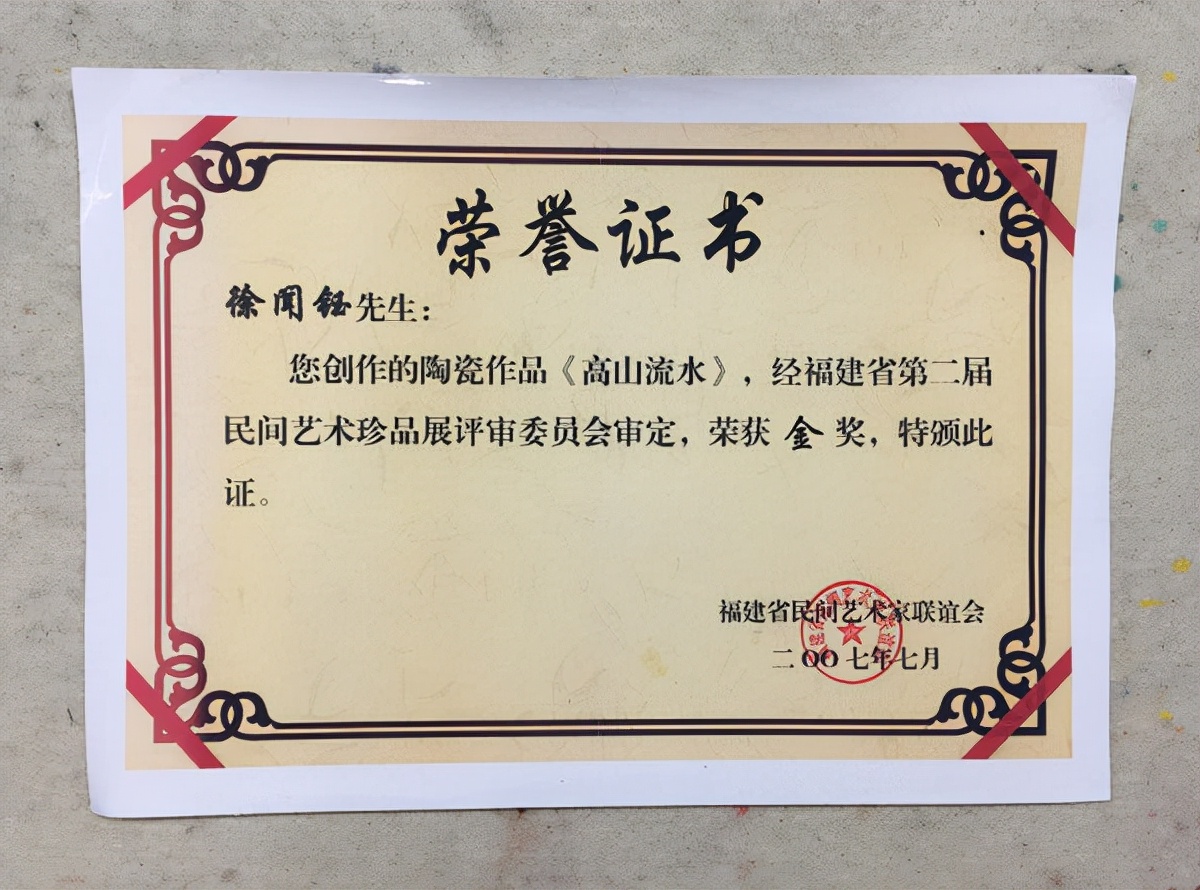 荣誉证书
徐闻钰先生：
您创作的陶瓷作品《高山流水》，经福建省第二届
民间艺术珍品展评审委员会审定，荣获 金 奖，特颁此
证。
福建省民间艺术家联谊会
二〇〇七年七月